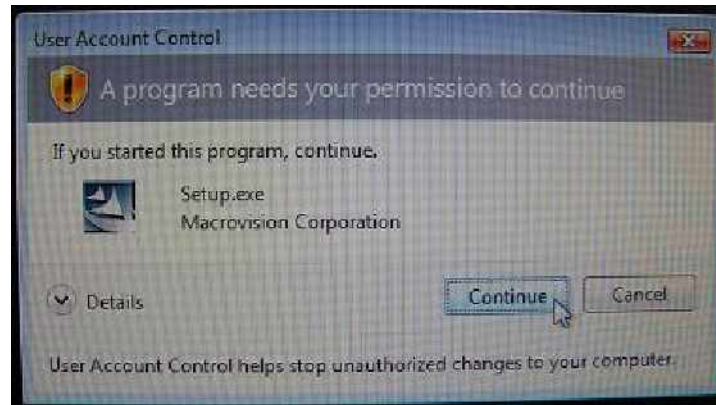 User Account Control
A program needs your permission to continue
If you started this program, continue.
Setup.exe
Macrovision Corporation
Details
Continue
Cancel
User Account Control helps stop unauthorized changes to your computer.